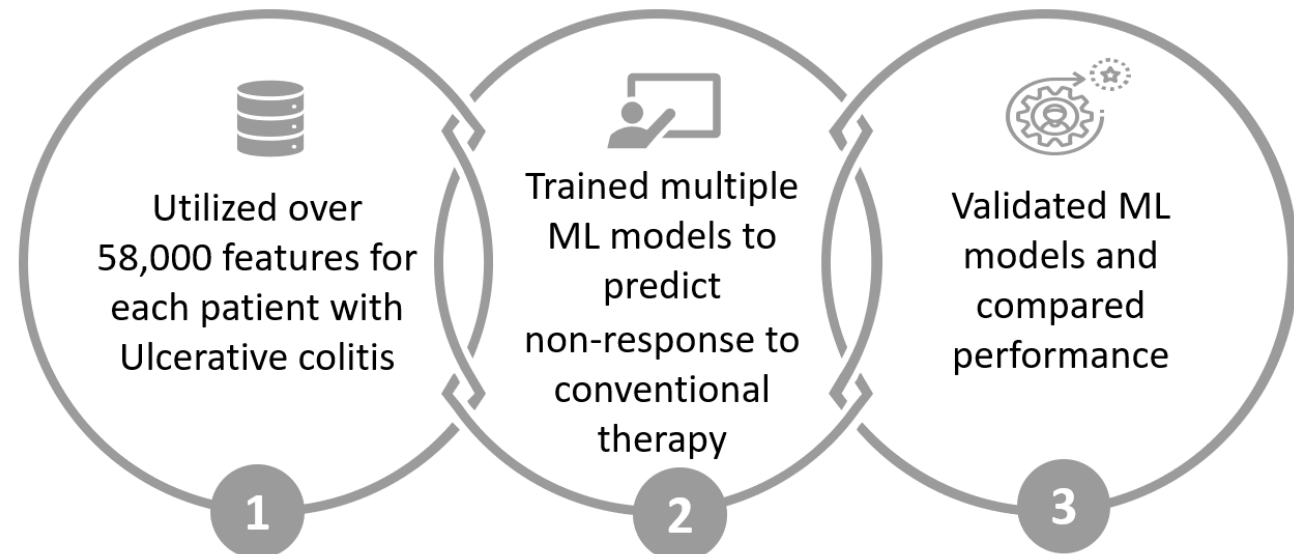 Utilized over
58,000 features for
each patient with
Ulcerative colitis
1
Trained multiple
ML models to
predict
non-response to
conventional
therapy
2
Validated ML
models and
compared
performance
3